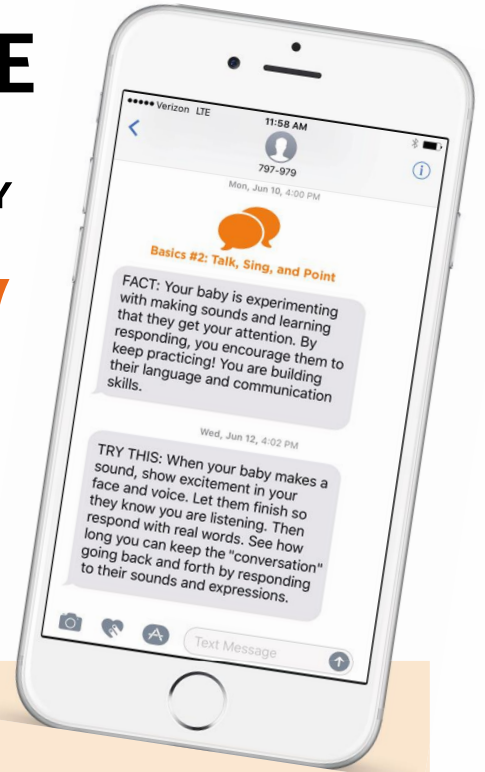 E
Y
Verizon LTE
11:58 AM
797-979
Mon, Jun 10, 4:00 PM
Basics #2: Talk, Sing, and Point
FACT: Your baby is experimenting
with making sounds and learning
that they get your attention. By
responding, you encourage them to
keep practicing! You are building
their language and communication
skills.
Wed, Jun 12, 4:02 PM
TRY THIS: When your baby makes a
sound, show excitement in your
face and voice. Let them finish so
they know you are listening. Then
respond with real words. See how
long you can keep the "conversation"
going back and forth by responding
to their sounds and expressions.
Text Message